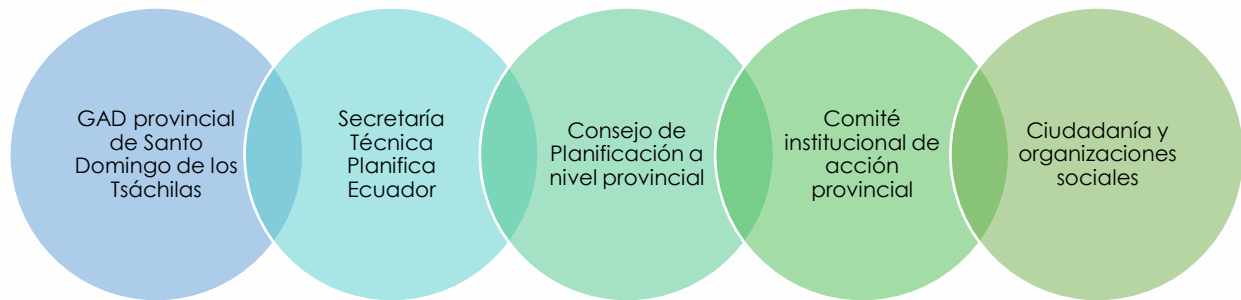 GAD provincial
de Santo
Domingo de los
Tsáchilas
Secretaría
Técnica
Planifica
Ecuador
Consejo de
Planificación a
nivel provincial
Comité
institucional de
acción
provincial
Ciudadanía y
organizaciones
sociales